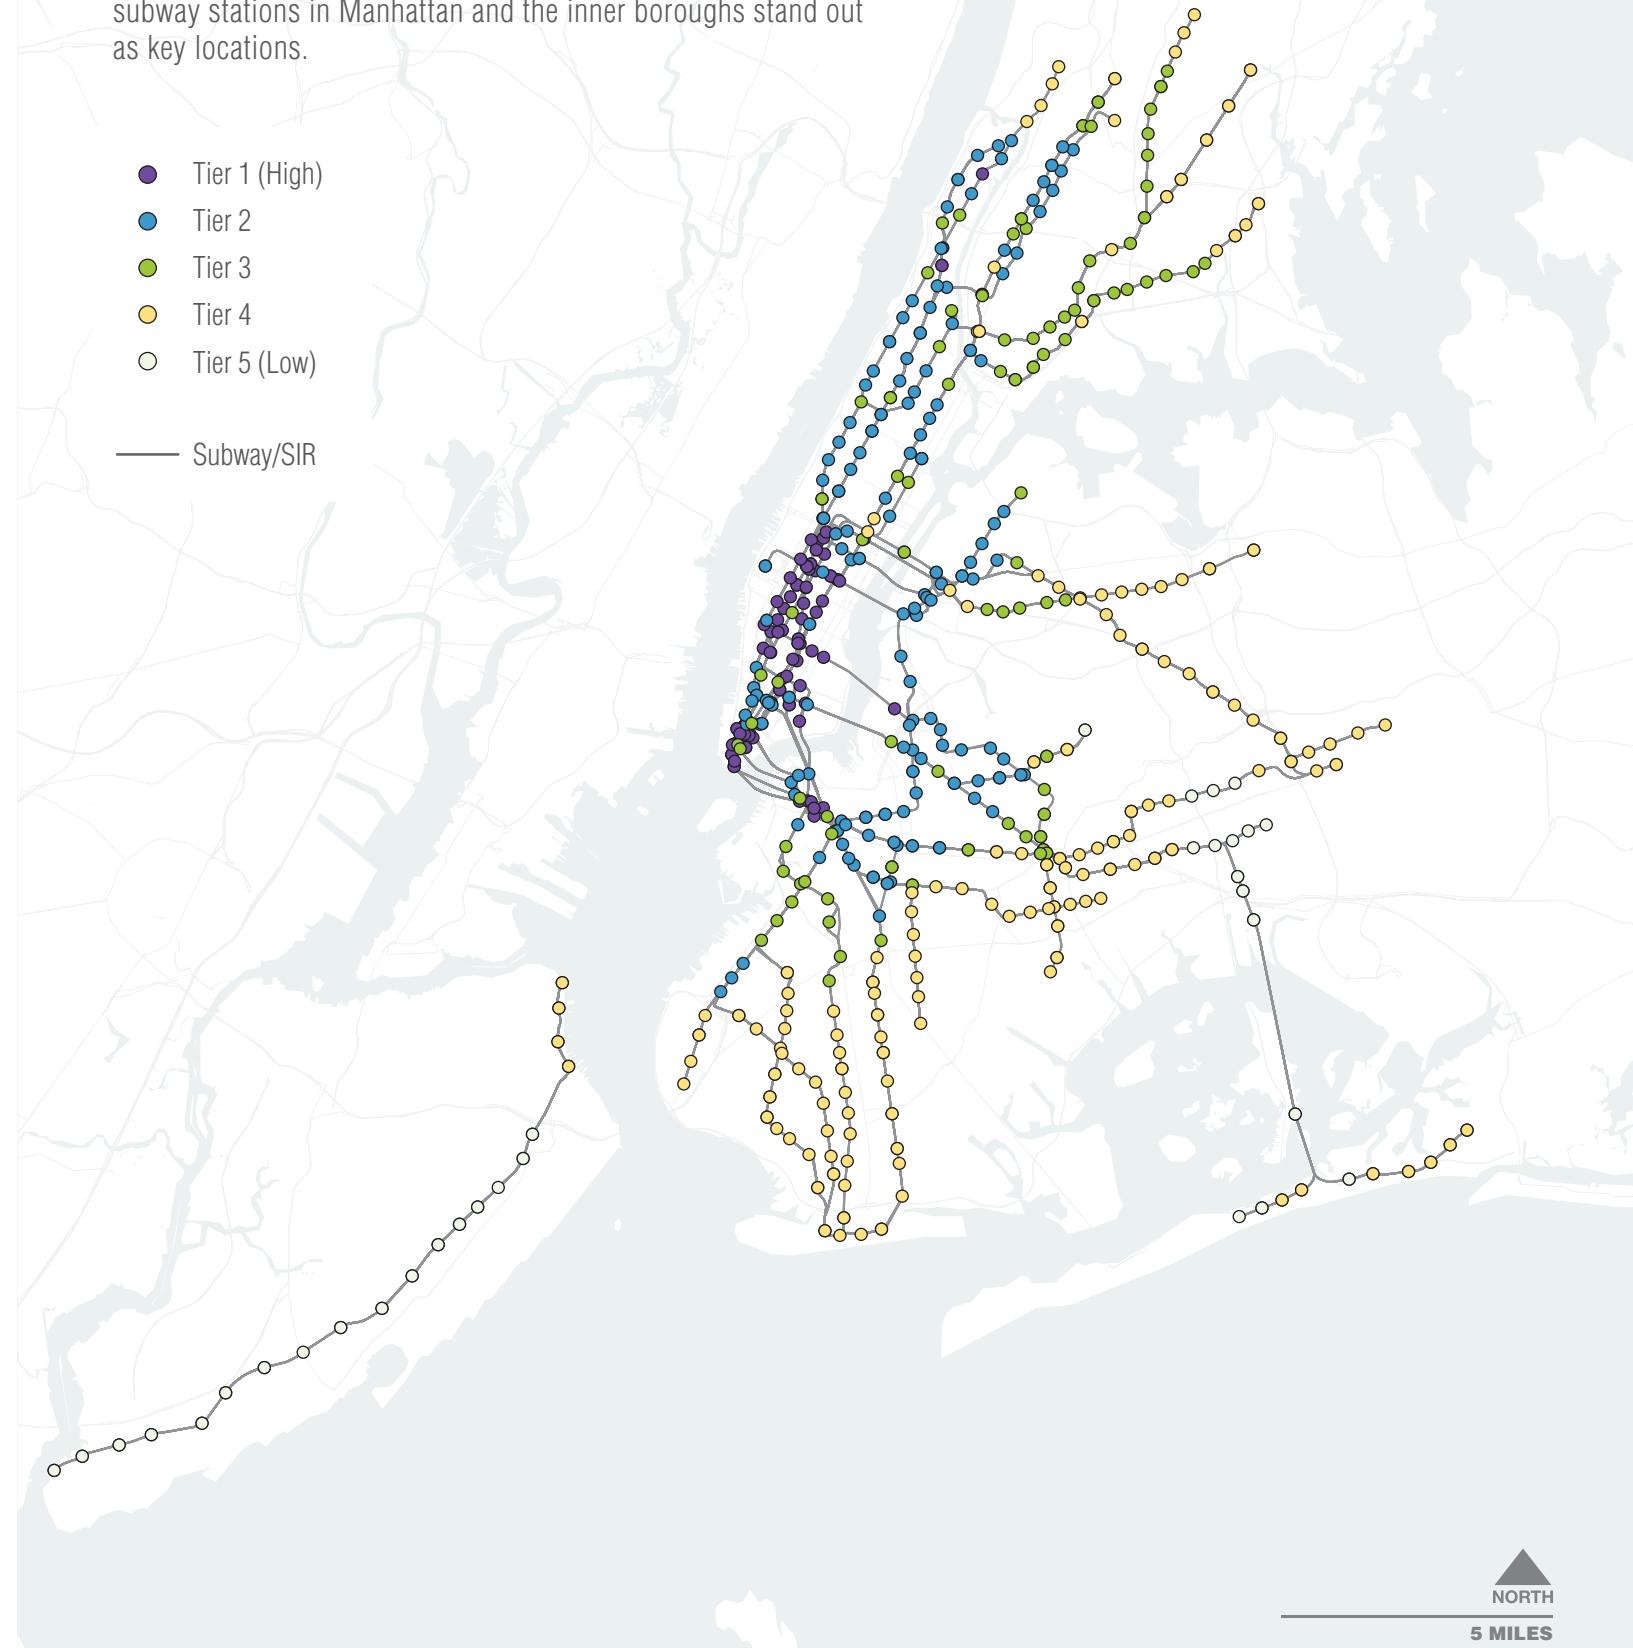 subway stations in Manhattan and the inner boroughs stand out
as key locations.
Tier 1 (High)
Tier 2
Tier 3
Tier 4
Tier 5 (Low)
Subway/SIR
NORTH
5 MILES